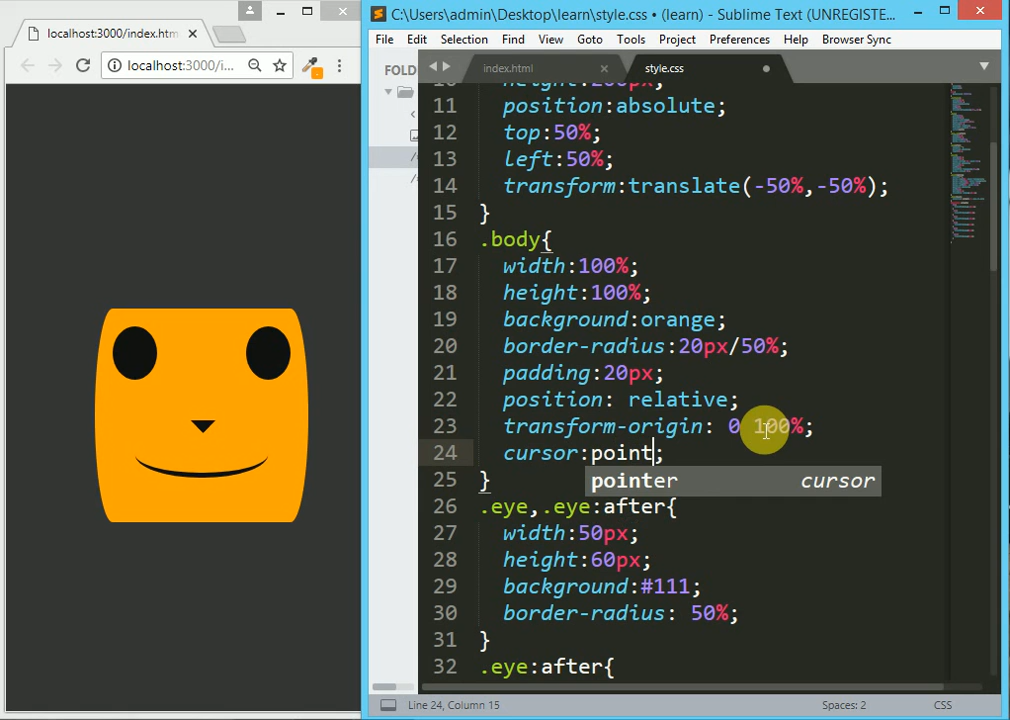 localhost:3000/index.htm
localhost:3000/i...
C:\Users\admin\Desktop\learn\style.css • (learn) - Sublime Text (UNREGISTE...
File Edit Selection Find View Goto Tools Project Preferences Help Browser Sync
FOLD
index.html
style.css
11 position:absolute;
12 top:50%;
13 left:50%;
14 transform:translate(-50%,-50%);
15 }
16 .body{
17 width:100%;
18 height:100%;
19 background:orange;
20 border-radius:20px/50%;
21 padding:20px;
22 position: relative;
23 transform-origin: 0 100%;
24 cursor:point;
pointer cursor
25 }
26 .eye,.eye:after{
27 width:50px;
28 height:60px;
29 background:#111;
30 border-radius: 50%;
31 }
32 .eye:after{
Line 24, Column 15
Spaces: 2
CSS